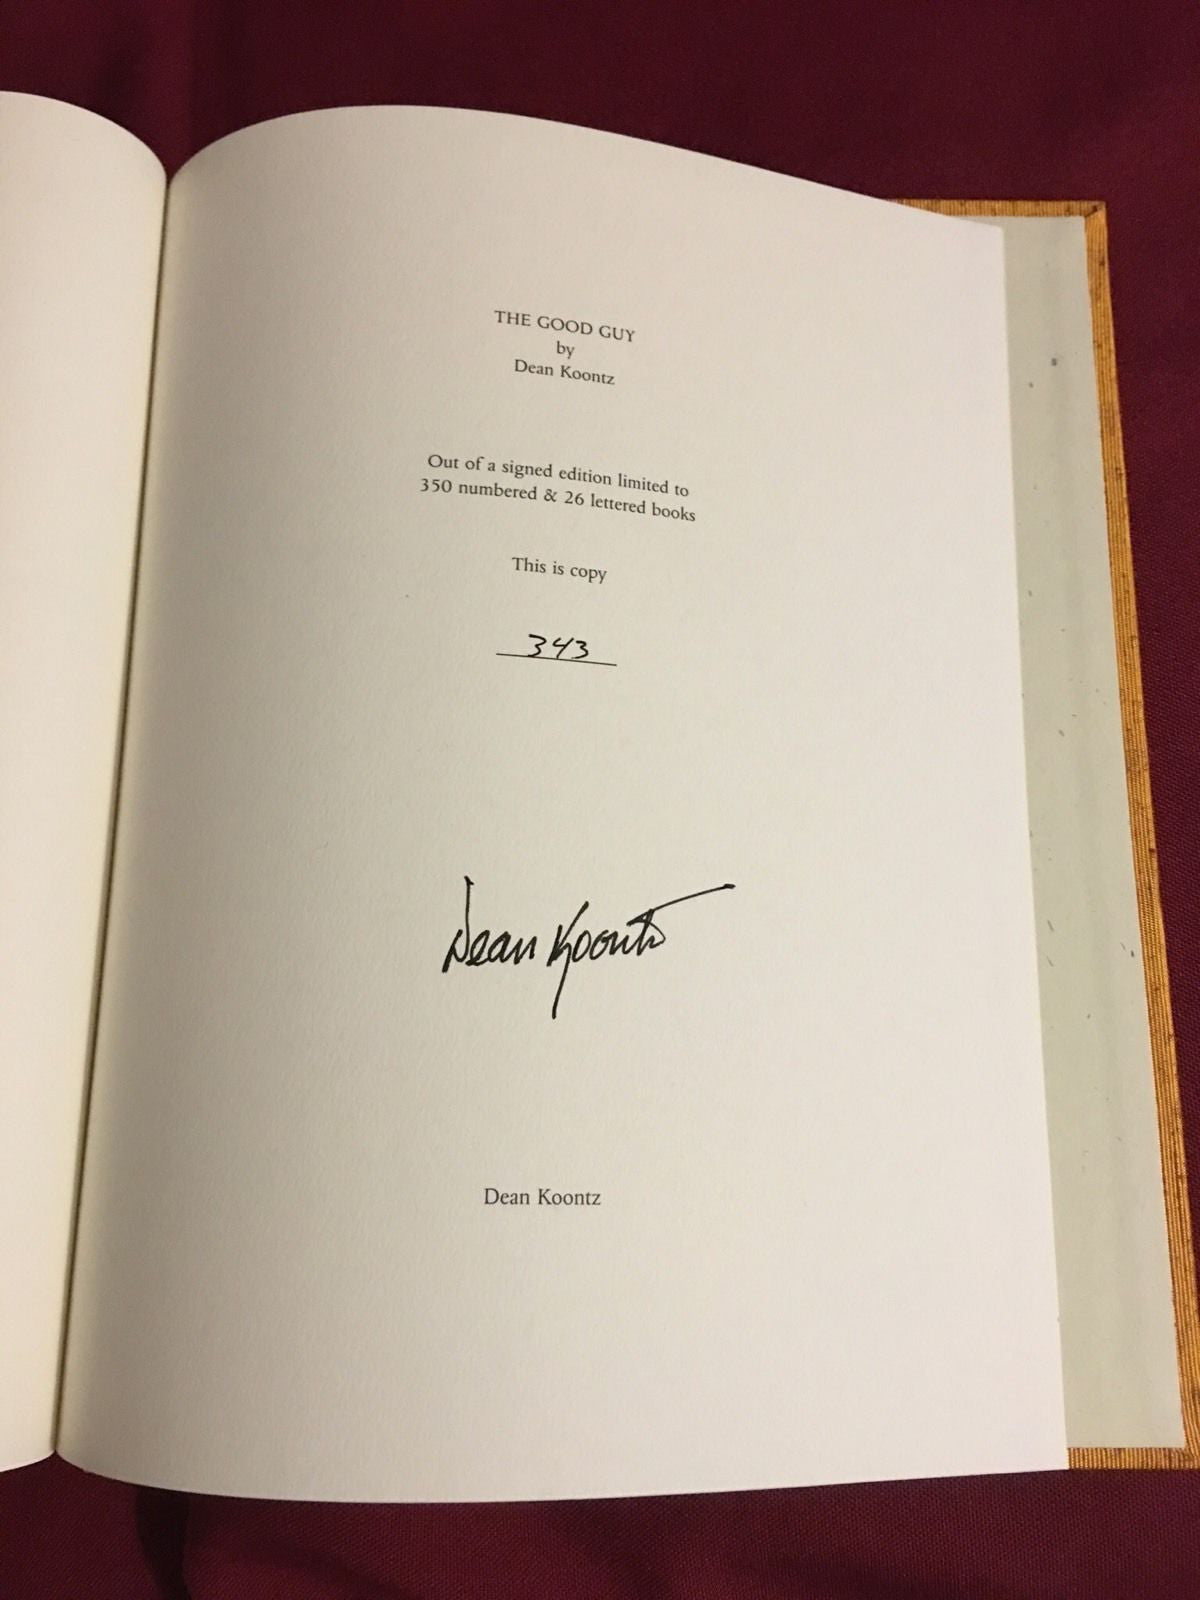 THE GOOD GUY
by
Dean Koontz
Out of a signed edition limited to
350 numbered & 26 lettered books
This is copy
343
Dean Koontz
Dean Koontz